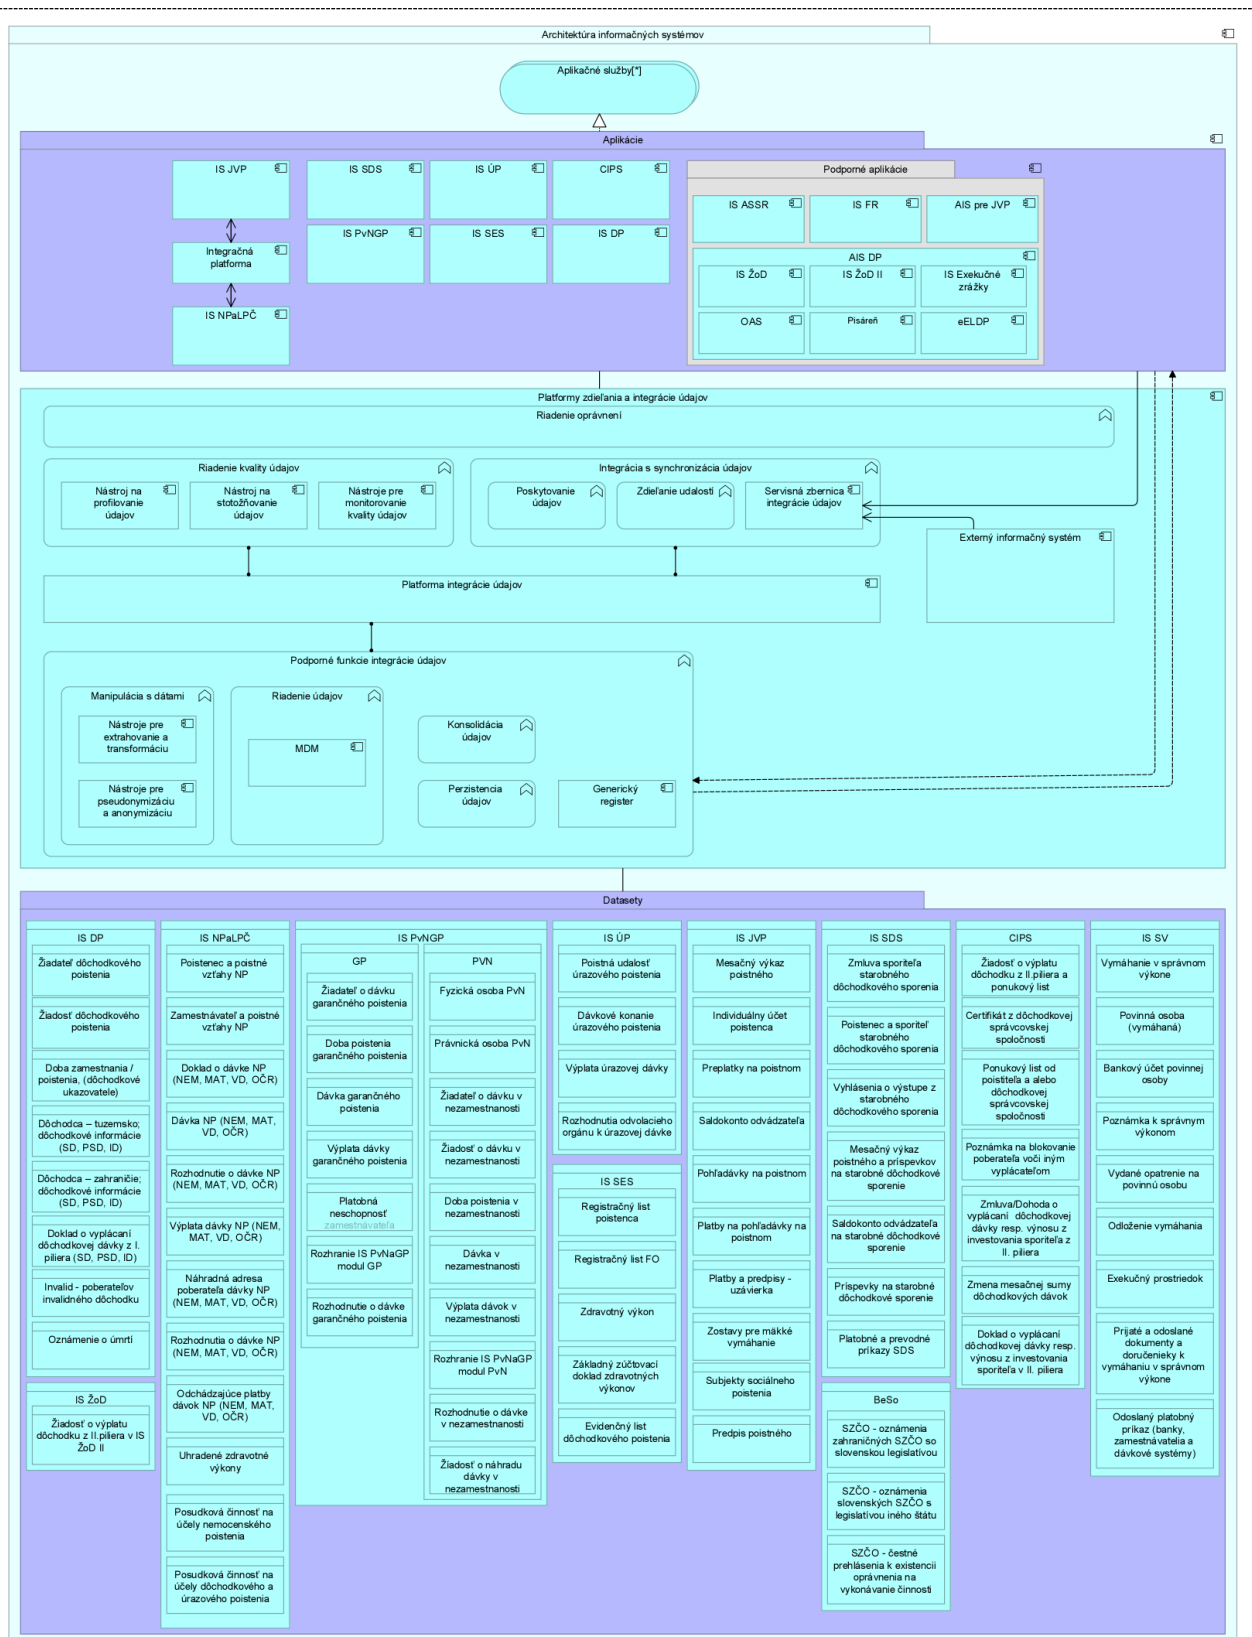 Architektúra informačných systémov
Aplikačné služby[*]
Aplikácie
IS JVP
IS SDS
IS ÚP
CIPS
Integračná
platforma
IS PvNGP
IS SES
IS DP
IS NPaLPČ
Podporné aplikácie
IS ASSR
IS FR
AIS pre JVP
AIS DP
IS ŽoD
IS ŽoD II
IS Exekučné
zrážky
OAS
Pisáreň
eELDP
Platformy zdieľania a integrácie údajov
Riadenie oprávnení
Riadenie kvality údajov
Nástroj na
profilovanie
údajov
Nástroj na
stotožňovanie
údajov
Nástroje pre
monitorovanie
kvality údajov
Integrácia s synchronizácia údajov
Poskytovanie
údajov
Zdieľanie udalostí
Servisná zbernica
integrácie údajov
Externý informačný systém
Platforma integrácie údajov
Podporné funkcie integrácie údajov
Manipulácia s dátami
Nástroje pre
extrahovanie a
transformáciu
Nástroje pre
pseudonymizáciu
a anonymizáciu
Riadenie údajov
MDM
Konsolidácia
údajov
Perzistencia
údajov
Generický
register
Datasety
IS DP
Žiadateľ dôchodkového
poistenia
Žiadosť dôchodkového
poistenia
Doba zamestnania /
poistenia, (dôchodkové
ukazovatele)
Dôchodca – tuzemsko;
dôchodkové informácie
(SD, PSD, ID)
Dôchodca – zahraničie;
dôchodkové informácie
(SD, PSD, ID)
Doklad o vyplácaní
dôchodkovej dávky z I.
piliera (SD, PSD, ID)
Invalid - poberateľov
invalidného dôchodku
Oznámenie o úmrtí
IS ŽoD
Žiadosť o výplatu
dôchodku z II.piliera v IS
ŽoD II
IS NPaLPČ
Poistenec a poistné
vzťahy NP
Zamestnávateľ a poistné
vzťahy NP
Doklad o dávke NP
(NEM, MAT, VD, OČR)
Dávka NP (NEM, MAT,
VD, OČR)
Rozhodnutie o dávke NP
(NEM, MAT, VD, OČR)
Výplata dávky NP (NEM,
MAT, VD, OČR)
Náhradná adresa
poberateľa dávky NP
(NEM, MAT, VD, OČR)
Rozhodnutia o dávke NP
(NEM, MAT, VD, OČR)
Odchádzajúce platby
dávok NP (NEM, MAT,
VD, OČR)
Uhradené zdravotné
výkony
Posudková činnosť na
účely nemocenského
poistenia
Posudková činnosť na
účely dôchodkového a
úrazového poistenia
IS PvNGP
GP
Žiadateľ o dávku
garančného poistenia
Doba poistenia
garančného poistenia
Dávka garančného
poistenia
Výplata dávky
garančného poistenia
Platobná
neschopnosť
zamestnávateľa
Rozhranie IS PvNaGP
modul GP
Rozhodnutie o dávke
garančného poistenia
PVN
Fyzická osoba PvN
Právnická osoba PvN
Žiadateľ o dávku v
nezamestnanosti
Žiadosť o dávku v
nezamestnanosti
Doba poistenia v
nezamestnanosti
Dávka v
nezamestnanosti
Výplata dávok v
nezamestnanosti
Rozhranie IS PvNaGP
modul PvN
Rozhodnutie o dávke
v nezamestnanosti
Žiadosť o náhradu
dávky v
nezamestnanosti
IS ÚP
Poistná udalosť
úrazového poistenia
Dávkové konanie
úrazového poistenia
Výplata úrazovej dávky
Rozhodnutia odvolacieho
orgánu k úrazovej dávke
IS SES
Registračný list
poistenca
Registračný list FO
Zdravotný výkon
Základný zúčtovací
doklad zdravotných
výkonov
Evidenčný list
dôchodkového poistenia
IS JVP
Mesačný výkaz
poistného
Individuálny účet
poistenca
Preplatky na poistnom
Saldokonto odvádzateľa
Pohľadávky na poistnom
Platby na pohľadávky na
poistnom
Platby a predpisy -
uzávierka
Zostavy pre mäkké
vymáhanie
Subjekty sociálneho
poistenia
Predpis poistného
IS SDS
Zmluva sporiteľa
starobného
dôchodkového sporenia
Poistenec a sporiteľ
starobného
dôchodkového sporenia
Vyhlásenia o výstupe z
starobného
dôchodkového sporenia
Mesačný výkaz
poistného a príspevkov
na starobné dôchodkové
sporenie
Saldokonto odvádzateľa
na starobné dôchodkové
sporenie
Príspevky na starobné
dôchodkové sporenie
Platobné a prevodné
príkazy SDS
BeSo
SZČO - oznámenia
zahraničných SZČO so
slovenskou legislatívou
SZČO - oznámenia
slovenských SZČO s
legislatívou iného štátu
SZČO - čestné
prehlásenia k existencii
oprávnenia na
vykonávanie činnosti
CIPS
Žiadosť o výplatu
dôchodku z II.piliera a
ponukový list
Certifikát z dôchodkovej
správcovskej
spoločnosti
Ponukový list od
poistiteľa a alebo
dôchodkovej
správcovskej
spoločnosti
Poznámka na blokovanie
poberateľa voči iným
vyplácateľom
Zmluva/Dohoda o
vyplácaní dôchodkovej
dávky resp. výnosu z
investovania sporiteľa z
II. piliera
Zmena mesačnej sumy
dôchodkových dávok
Doklad o vyplácaní
dôchodkovej dávky resp.
výnosu z investovania
sporiteľa v II. piliera
IS SV
Vymáhanie v správnom
výkone
Povinná osoba
(vymáhaná)
Bankový účet povinnej
osoby
Poznámka k správnym
výkonom
Vydané opatrenie na
povinnú osobu
Odloženie vymáhania
Exekučný prostriedok
Prijaté a odoslané
dokumenty a
doručenieky k
vymáhaniu v správnom
výkone
Odoslaný platobný
príkaz (banky,
zamestnávatelia a
dávkové systémy)